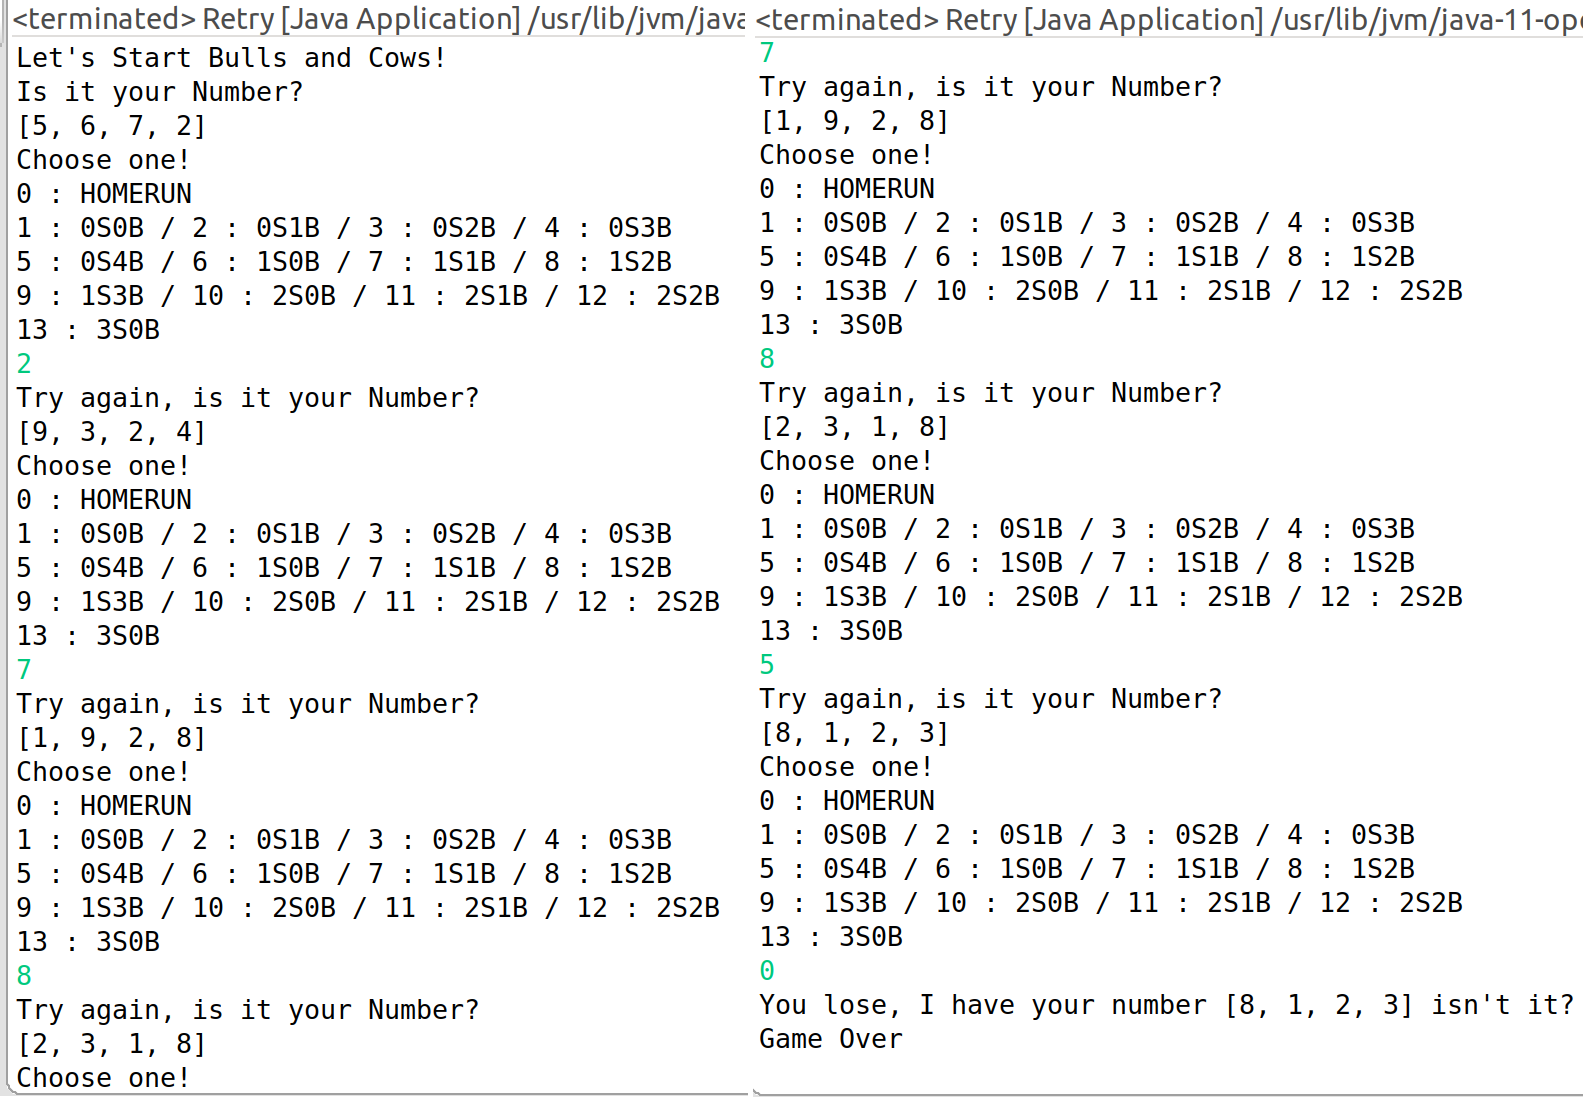 <terminated> Retry [Java Application] /usr/lib/jvm/java
Let's Start Bulls and Cows!
Is it your Number?
[5, 6, 7, 2]
Choose one!
0 : HOMERUN
1 : 0S0B / 2 : 0S1B / 3 : 0S2B / 4 : 0S3B
5 : 0S4B / 6 : 1S0B / 7 : 1S1B / 8 : 1S2B
9 : 1S3B / 10 : 2S0B / 11 : 2S1B / 12 : 2S2B
13 : 3S0B
2
Try again, is it your Number?
[9, 3, 2, 4]
Choose one!
0 : HOMERUN
1 : 0S0B / 2 : 0S1B / 3 : 0S2B / 4 : 0S3B
5 : 0S4B / 6 : 1S0B / 7 : 1S1B / 8 : 1S2B
9 : 1S3B / 10 : 2S0B / 11 : 2S1B / 12 : 2S2B
13 : 3S0B
7
Try again, is it your Number?
[1, 9, 2, 8]
Choose one!
0 : HOMERUN
1 : 0S0B / 2 : 0S1B / 3 : 0S2B / 4 : 0S3B
5 : 0S4B / 6 : 1S0B / 7 : 1S1B / 8 : 1S2B
9 : 1S3B / 10 : 2S0B / 11 : 2S1B / 12 : 2S2B
13 : 3S0B
8
Try again, is it your Number?
[2, 3, 1, 8]
Choose one!
<terminated> Retry [Java Application] /usr/lib/jvm/java-11-ope
7
Try again, is it your Number?
[1, 9, 2, 8]
Choose one!
0 : HOMERUN
1 : 0S0B / 2 : 0S1B / 3 : 0S2B / 4 : 0S3B
5 : 0S4B / 6 : 1S0B / 7 : 1S1B / 8 : 1S2B
9 : 1S3B / 10 : 2S0B / 11 : 2S1B / 12 : 2S2B
13 : 3S0B
8
Try again, is it your Number?
[2, 3, 1, 8]
Choose one!
0 : HOMERUN
1 : 0S0B / 2 : 0S1B / 3 : 0S2B / 4 : 0S3B
5 : 0S4B / 6 : 1S0B / 7 : 1S1B / 8 : 1S2B
9 : 1S3B / 10 : 2S0B / 11 : 2S1B / 12 : 2S2B
13 : 3S0B
5
Try again, is it your Number?
[8, 1, 2, 3]
Choose one!
0 : HOMERUN
1 : 0S0B / 2 : 0S1B / 3 : 0S2B / 4 : 0S3B
5 : 0S4B / 6 : 1S0B / 7 : 1S1B / 8 : 1S2B
9 : 1S3B / 10 : 2S0B / 11 : 2S1B / 12 : 2S2B
13 : 3S0B
0
You lose, I have your number [8, 1, 2, 3] isn't it?
Game Over